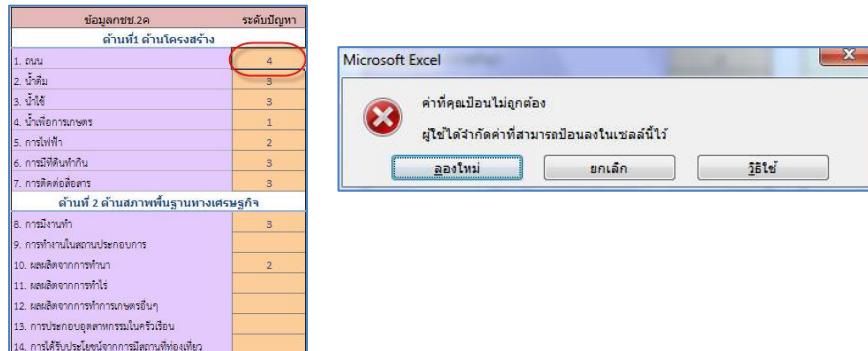 ข้อมูลกชช.2ค ระดับปัญหา
ด้านที่1 ด้านโครงสร้าง
1. ถนน 4
2. น้ำดื่ม 3
3. น้ำใช้ 3
4. น้ำเพื่อการเกษตร 1
5. การไฟฟ้า 2
6. การมีที่ดินทำกิน 3
7. การติดต่อสื่อสาร 3
ด้านที่ 2 ด้านสภาพพื้นฐานทางเศรษฐกิจ
8. การมีงานทำ 3
9. การทำงานในสถานประกอบการ
10. ผลผลิตจากการทำนา 2
11. ผลผลิตจากการทำไร่
12. ผลผลิตจากการทำการเกษตรอื่นๆ
13. การประกอบอุตสาหกรรมในครัวเรือน
14. การได้รับประโยชน์จากการมีสถานที่ท่องเที่ยว
Microsoft Excel
ค่าที่คุณป้อนไม่ถูกต้อง
ผู้ใช้ได้จำกัดค่าที่สามารถป้อนลงในเซลล์นี้ไว้
ลองใหม่ ยกเลิก วิธีใช้